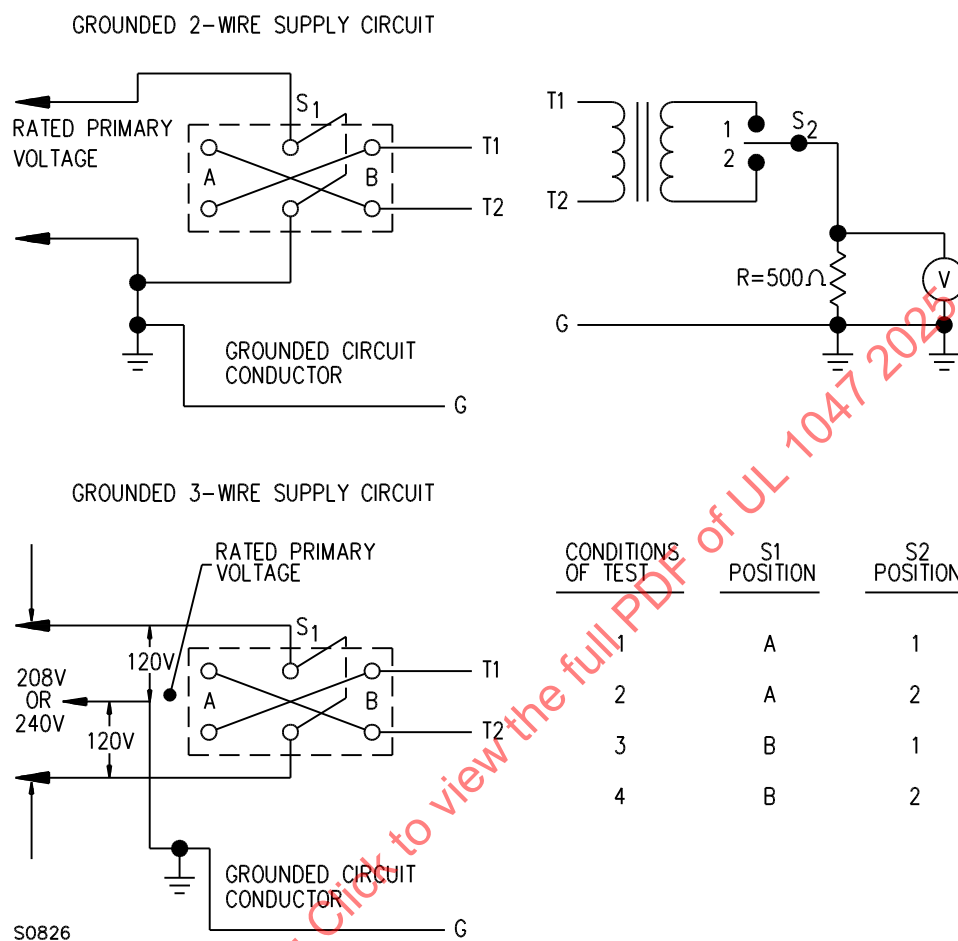 GROUNDED 2-WIRE SUPPLY CIRCUIT
S1
RATED PRIMARY
VOLTAGE
A
B
T1
T2
GROUNDED CIRCUIT
CONDUCTOR
G
T1
T2
1
2
S2
R=500Ω
V
G
GROUNDED 3-WIRE SUPPLY CIRCUIT
RATED PRIMARY
VOLTAGE
S1
120V
208V
OR
240V
120V
A
B
T1
T2
GROUNDED CIRCUIT
CONDUCTOR
G
S0826
CONDITIONS OF TEST S1 POSITION S2 POSITION
1 A 1
2 A 2
3 B 1
4 B 2
Click to view the full PDF of UL 1047 2025